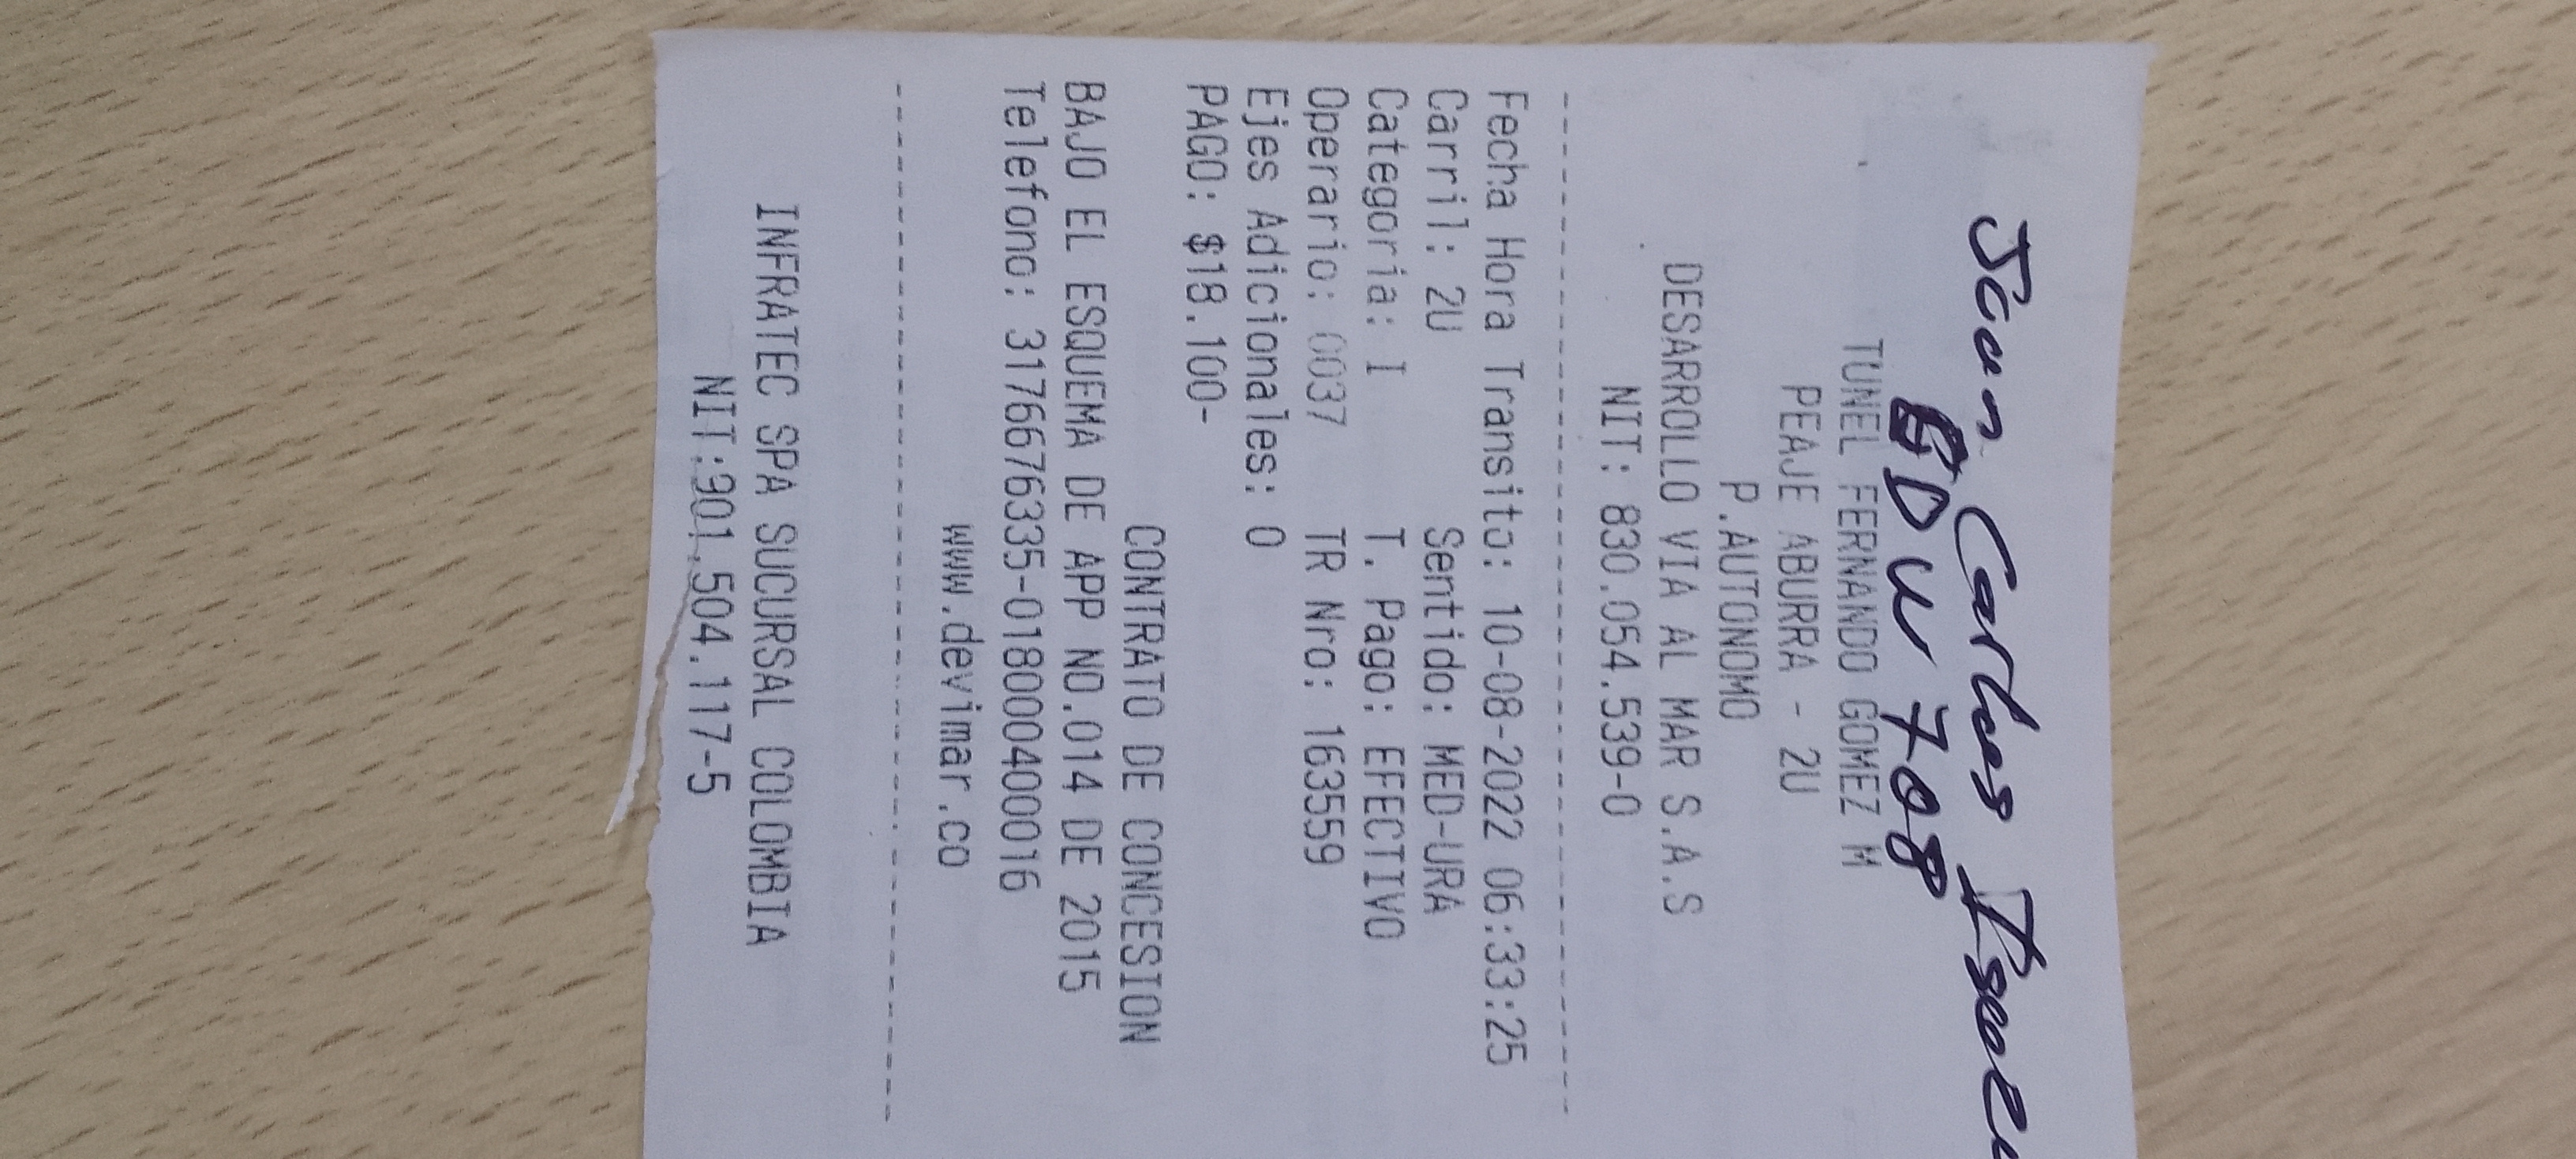 Juan Carlos
DW 708
TUNEL FERNANDO GOMEZ M
PEAJE ABURRA - 2U
P.AUTONOMO
DESARROLLO VIA AL MAR S.A.S
NIT: 830.054.539-0
Fecha Hora Transito: 10-08-2022 06:33:25
Carril: 2U Sentido: MED-URA
Categoria: I T. Pago: EFECTIVO
Operario: 0037 TR Nro: 163559
Ejes Adicionales: 0
PAGO: $18.100-
CONTRATO DE CONCESION
BAJO EL ESQUEMA DE APP NO.014 DE 2015
Telefono: 3176676335-018000400016
www.devimar.co
INFRATEC SPA SUCURSAL COLOMBIA
NIT:901.504.117-5